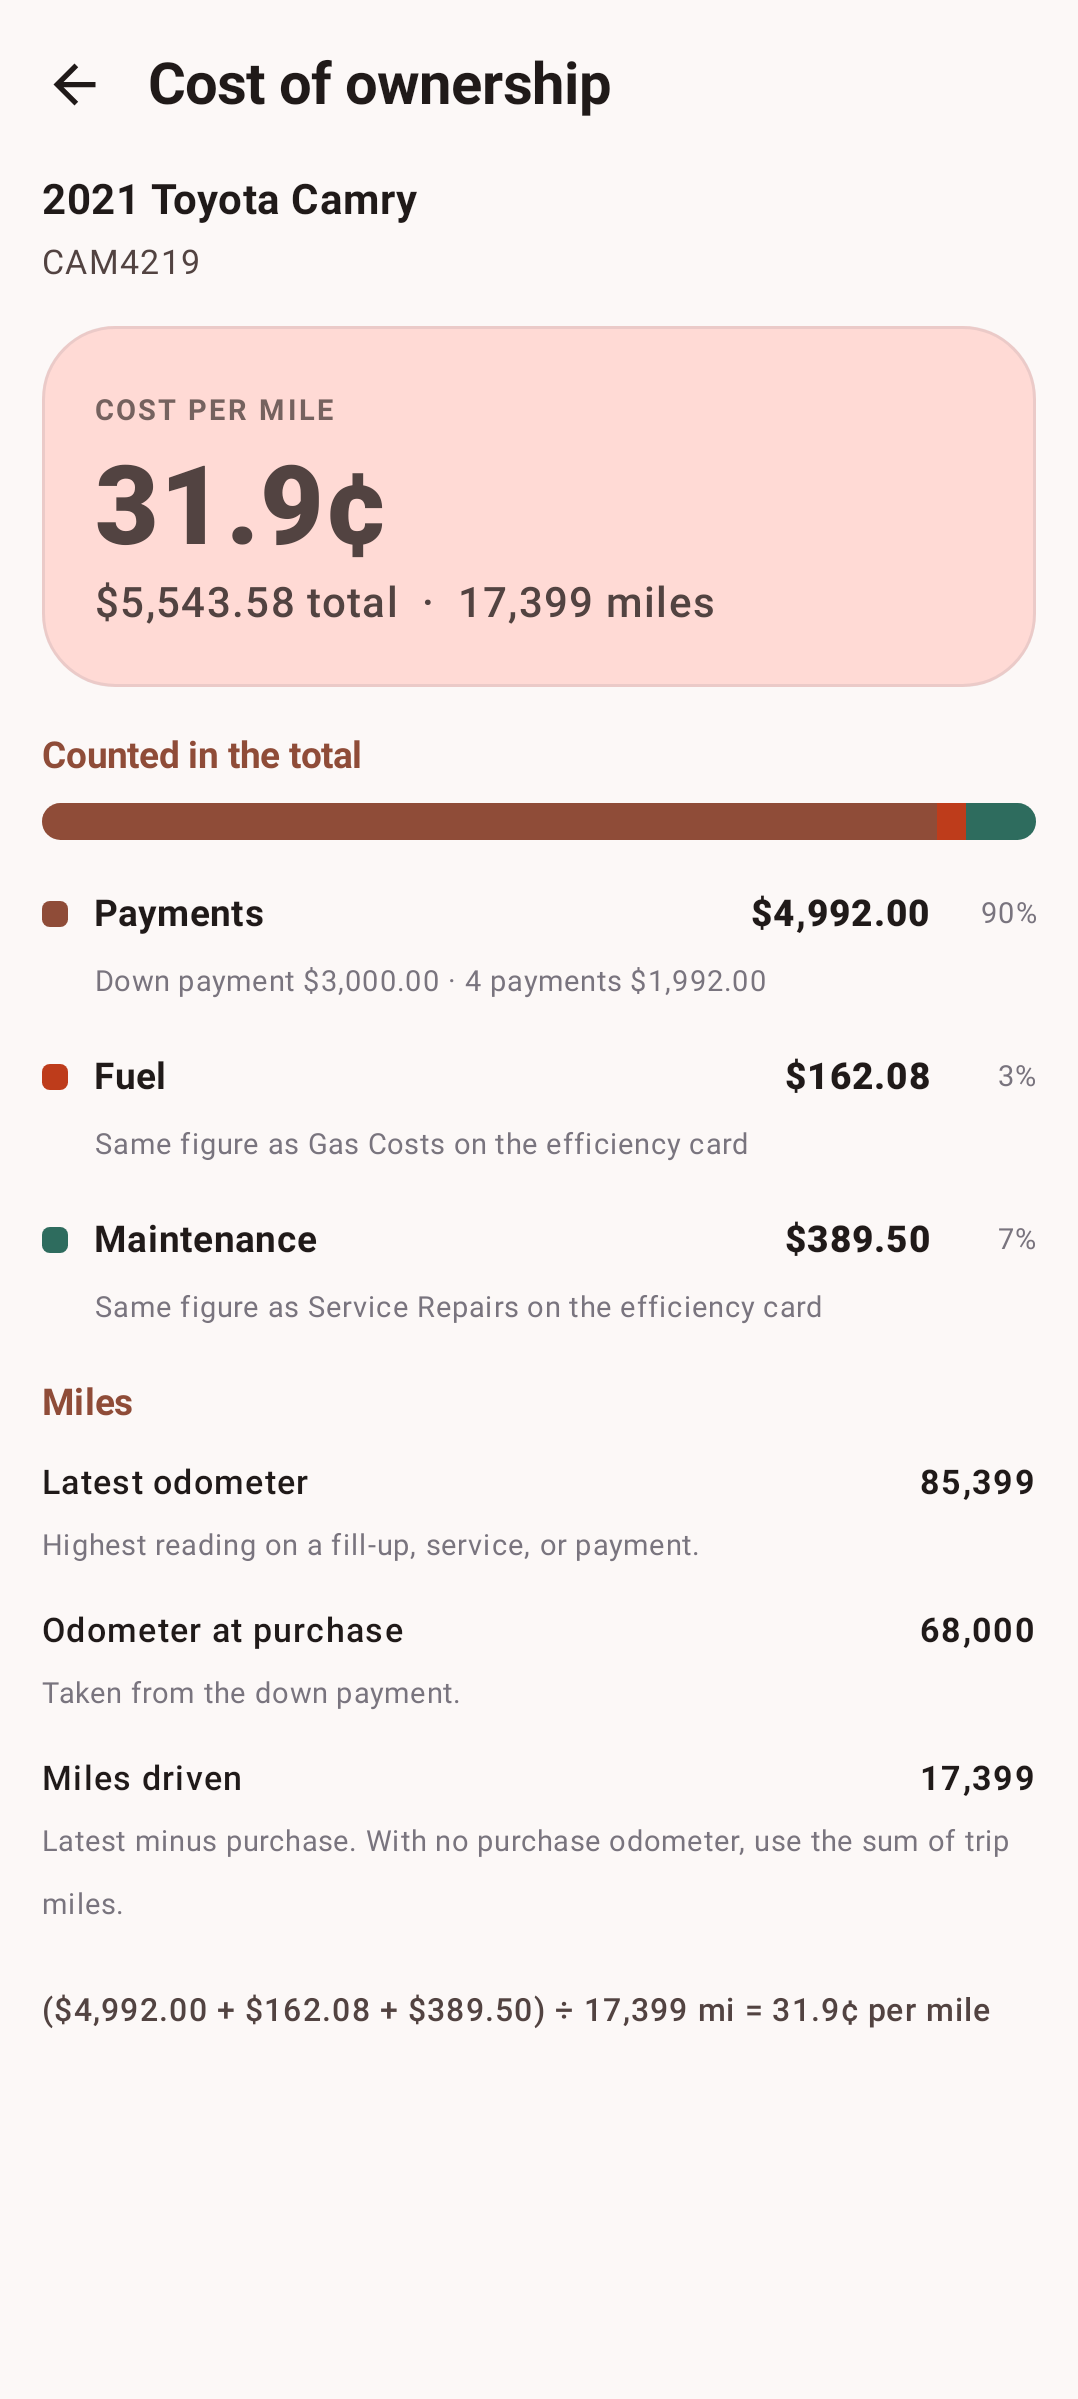 Cost of ownership
2021 Toyota Camry
CAM4219
COST PER MILE
31.9¢
$5,543.58 total · 17,399 miles
Counted in the total
Payments $4,992.00 90%
Down payment $3,000.00 · 4 payments $1,992.00
Fuel $162.08 3%
Same figure as Gas Costs on the efficiency card
Maintenance $389.50 7%
Same figure as Service Repairs on the efficiency card
Miles
Latest odometer 85,399
Highest reading on a fill-up, service, or payment.
Odometer at purchase 68,000
Taken from the down payment.
Miles driven 17,399
Latest minus purchase. With no purchase odometer, use the sum of trip
miles.
($4,992.00 + $162.08 + $389.50) ÷ 17,399 mi = 31.9¢ per mile